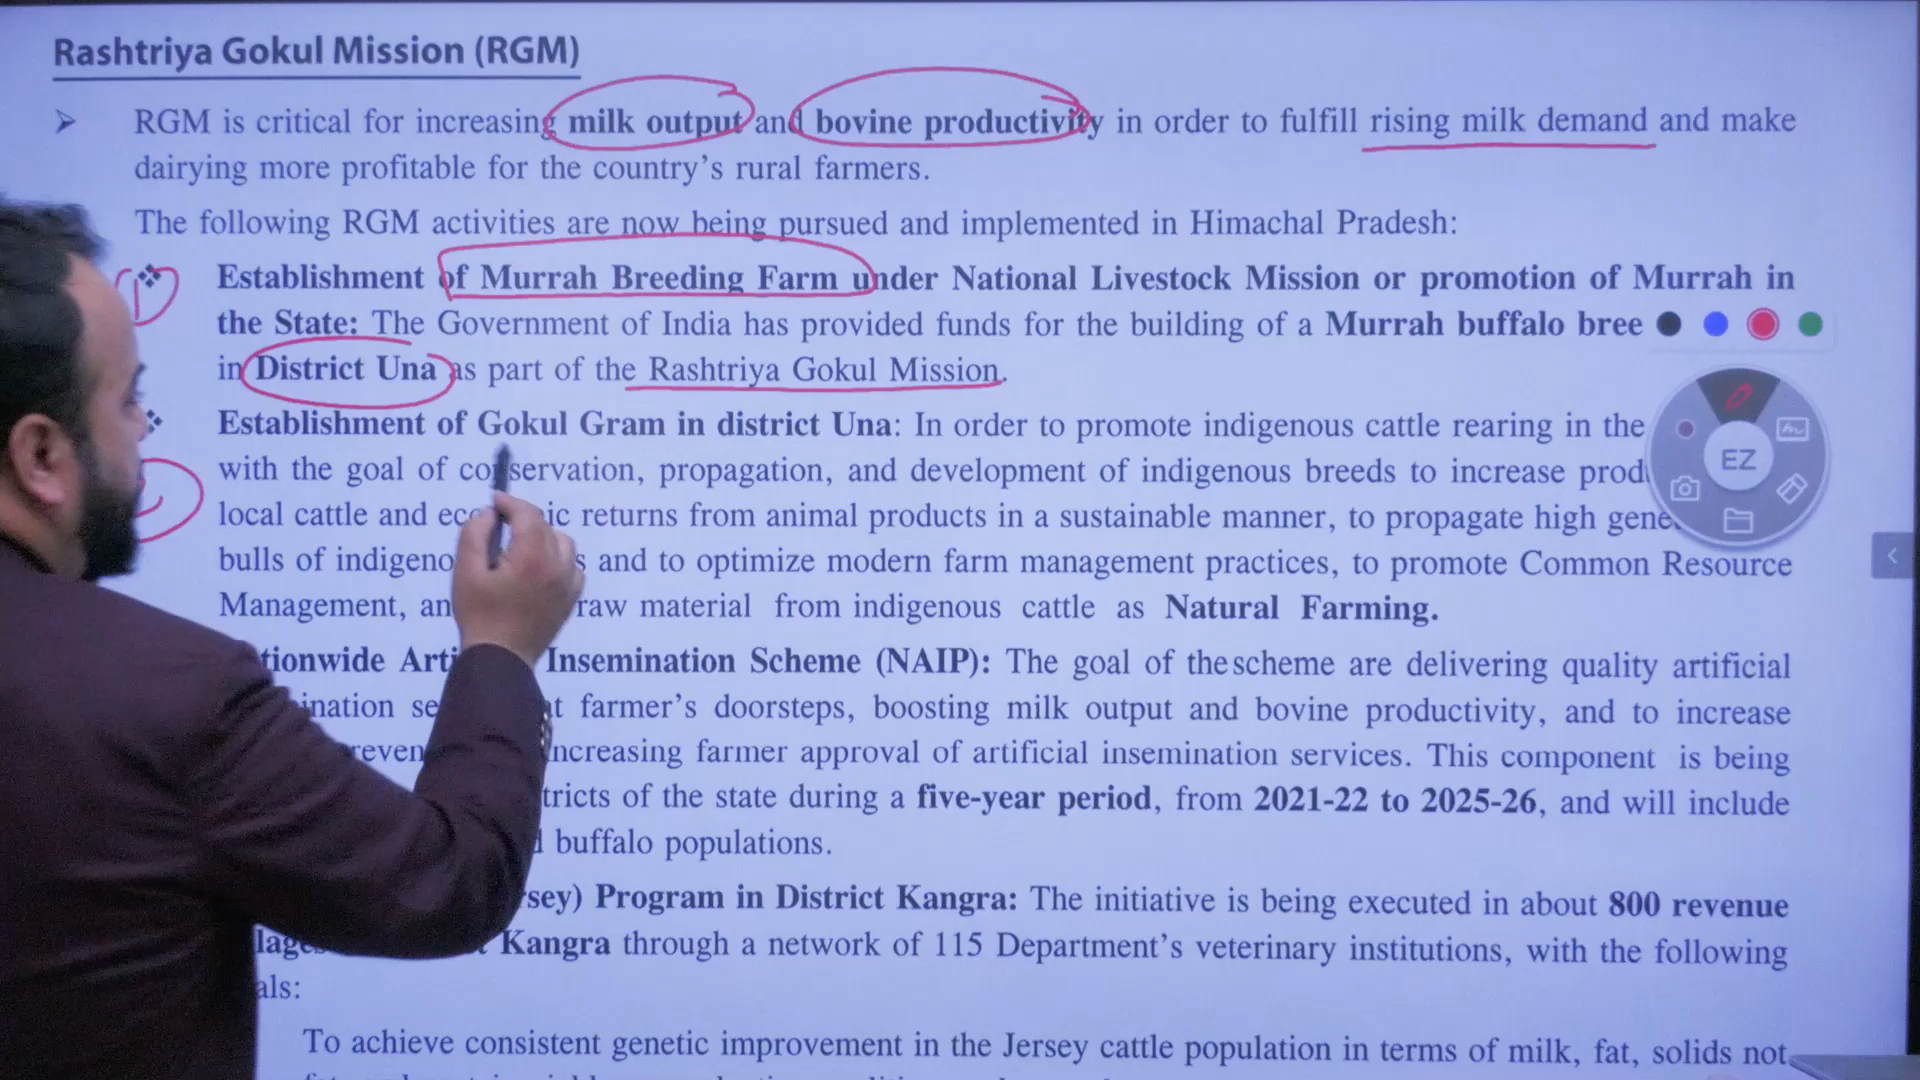 Rashtriya Gokul Mission (RGM)
RGM is critical for increasing milk output and bovine productivity in order to fulfill rising milk demand and make
dairying more profitable for the country's rural farmers.
The following RGM activities are now being pursued and implemented in Himachal Pradesh:
1
Establishment of Murrah Breeding Farm under National Livestock Mission or promotion of Murrah in
the State: The Government of India has provided funds for the building of a Murrah buffalo bree
in District Una as part of the Rashtriya Gokul Mission.
Establishment of Gokul Gram in district Una: In order to promote indigenous cattle rearing in the
EZ
with the goal of conservation, propagation, and development of indigenous breeds to increase prod
local cattle and ic returns from animal products in a sustainable manner, to propagate high gene
bulls of indigeno s and to optimize modern farm management practices, to promote Common Resource
Management, an raw material from indigenous cattle as Natural Farming.
tionwide Arti Insemination Scheme (NAIP): The goal of thescheme are delivering quality artificial
ination se t farmer's doorsteps, boosting milk output and bovine productivity, and to increase
reven ncreasing farmer approval of artificial insemination services. This component is being
tricts of the state during a five-year period, from 2021-22 to 2025-26, and will include
buffalo populations.
sey) Program in District Kangra: The initiative is being executed in about 800 revenue
lage Kangra through a network of 115 Department's veterinary institutions, with the following
als:
To achieve consistent genetic improvement in the Jersey cattle population in terms of milk, fat, solids not